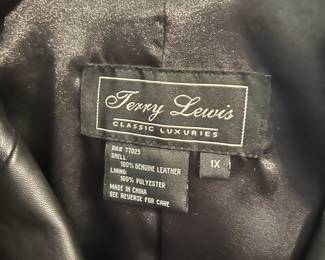 Terry Lewis
CLASSIC LUXURIES
RN# 77023
SHELL:
100% GENUINE LEATHER
LINING:
100% POLYESTER
MADE IN CHINA
SEE REVERSE FOR CARE
1X